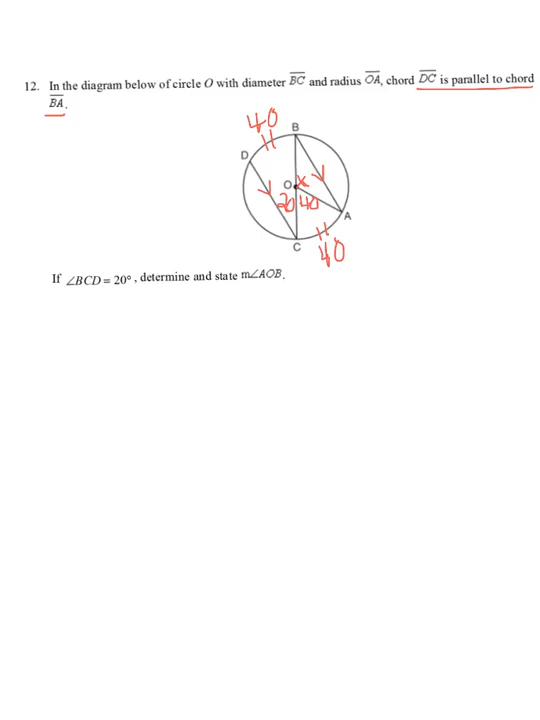 12. In the diagram below of circle O with diameter BC and radius OA, chord DC is parallel to chord
BA.
40
B
D
O x
20 40
A
C
40
If ∠BCD = 20°, determine and state m∠AOB.